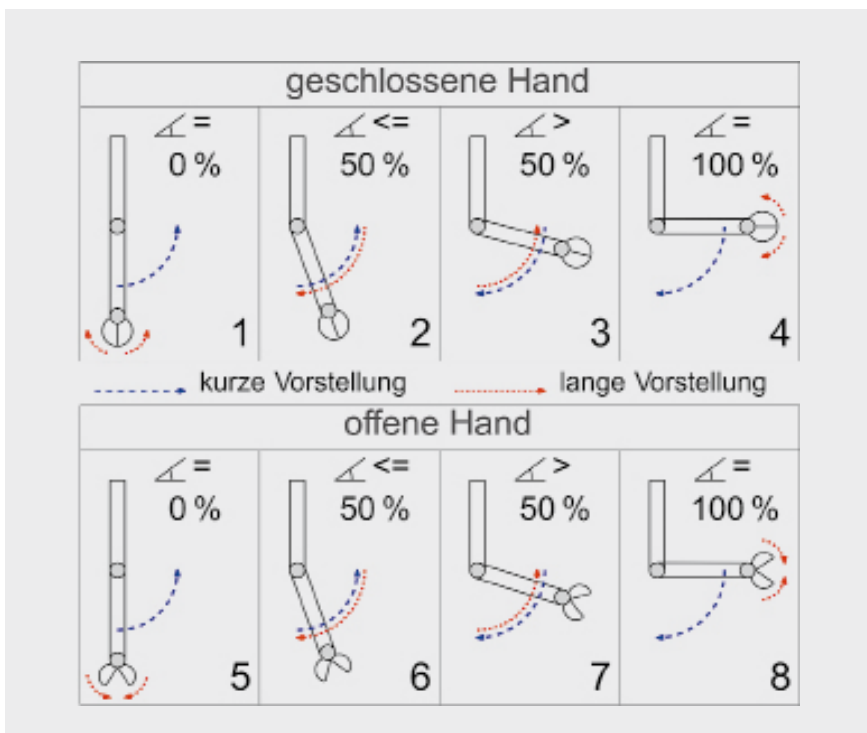 geschlossene Hand
= 0 %
<= 50 %
> 50 %
= 100 %
1
2
3
4
kurze Vorstellung
lange Vorstellung
offene Hand
= 0 %
<= 50 %
> 50 %
= 100 %
5
6
7
8